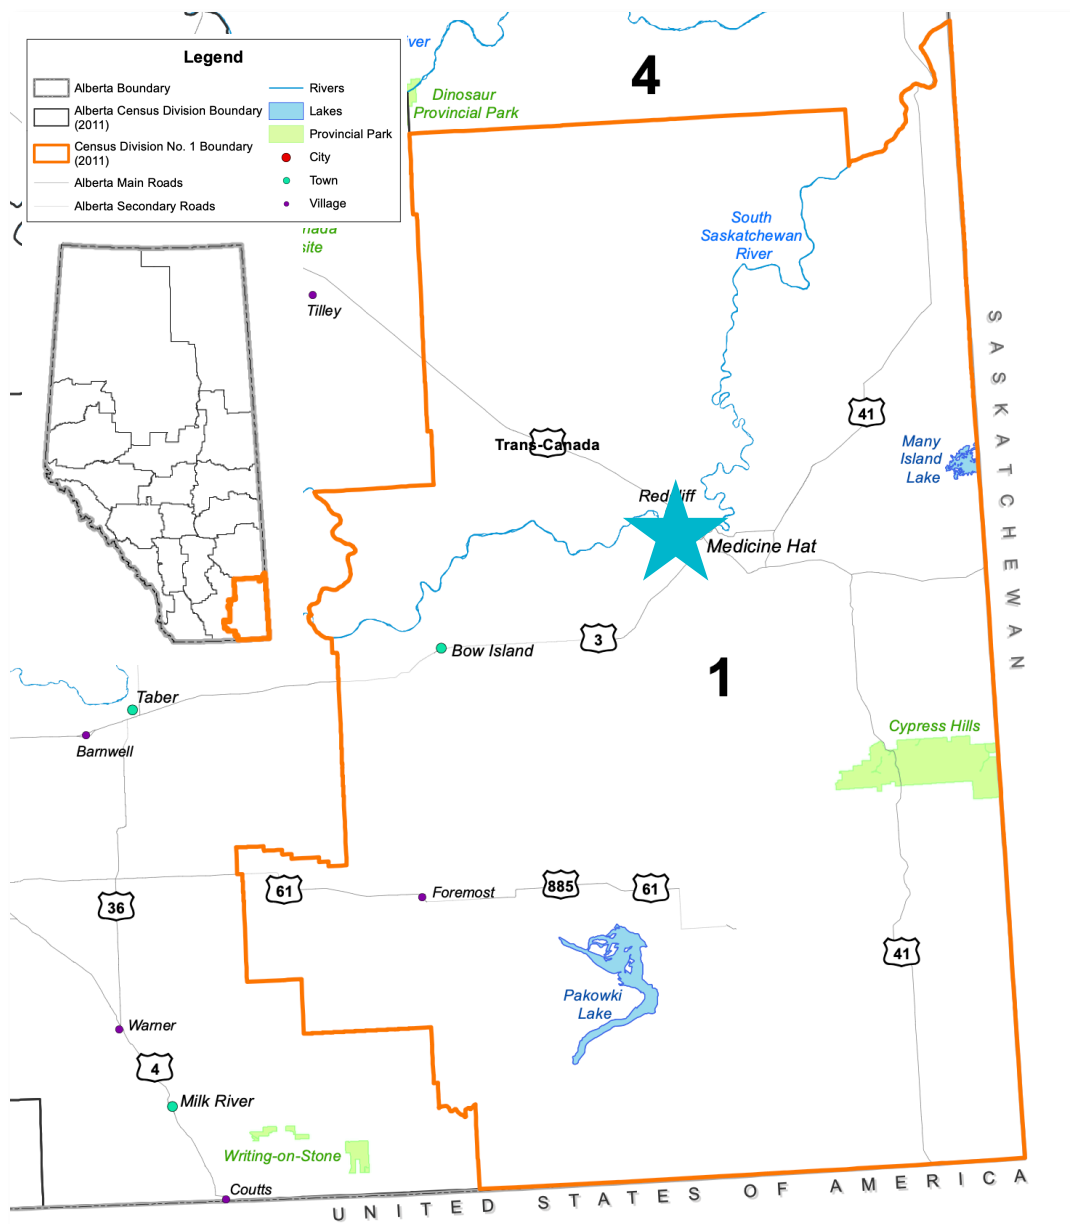 iver
4
Legend
Alberta Boundary
Alberta Census Division Boundary
(2011)
Census Division No. 1 Boundary
(2011)
Alberta Main Roads
Alberta Secondary Roads
Rivers
Lakes
Provincial Park
City
Town
Village
Dinosaur
Provincial Park
nada
site
Tilley
South
Saskatchewan
River
SASKATCHEWAN
41
Trans-Canada
Many
Island
Lake
Medicine Hat
3
Bow Island
1
Taber
Barnwell
Cypress Hills
61
Foremost
885
61
36
41
Pakowki
Lake
Warner
4
Milk River
Writing-on-Stone
Coutts
UNITED STATES OF AMERICA